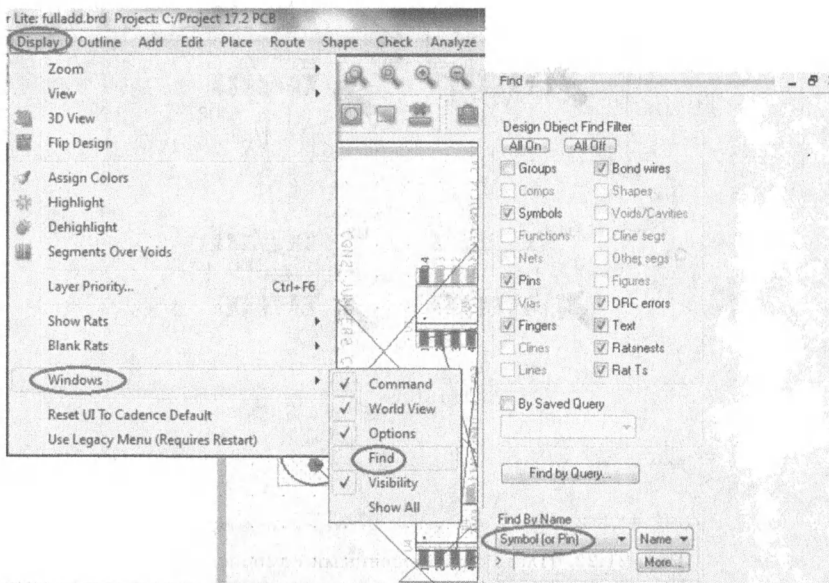 r Lite: fulladd.brd Project: C:/Project 17.2 PCB
Display Outline Add Edit Place Route Shape Check Analyze
Zoom
View
3D View
Flip Design
Assign Colors
Highlight
Dehighlight
Segments Over Voids
Layer Priority... Ctrl+F6
Show Rats
Blank Rats
Windows
Reset UI To Cadence Default
Use Legacy Menu (Requires Restart)
Command
World View
Options
Find
Visibility
Show All
Find
Design Object Find Filter
All On All Off
Groups Bond wires
Comps Shapes
Symbols Voids/Cavities
Functions Cline segs
Nets Other segs
Pins Figures
Vias DRC errors
Fingers Text
Clines Ratsnests
Lines Rat Ts
By Saved Query
Find by Query...
Find By Name
Symbol (or Pin) Name
> More...